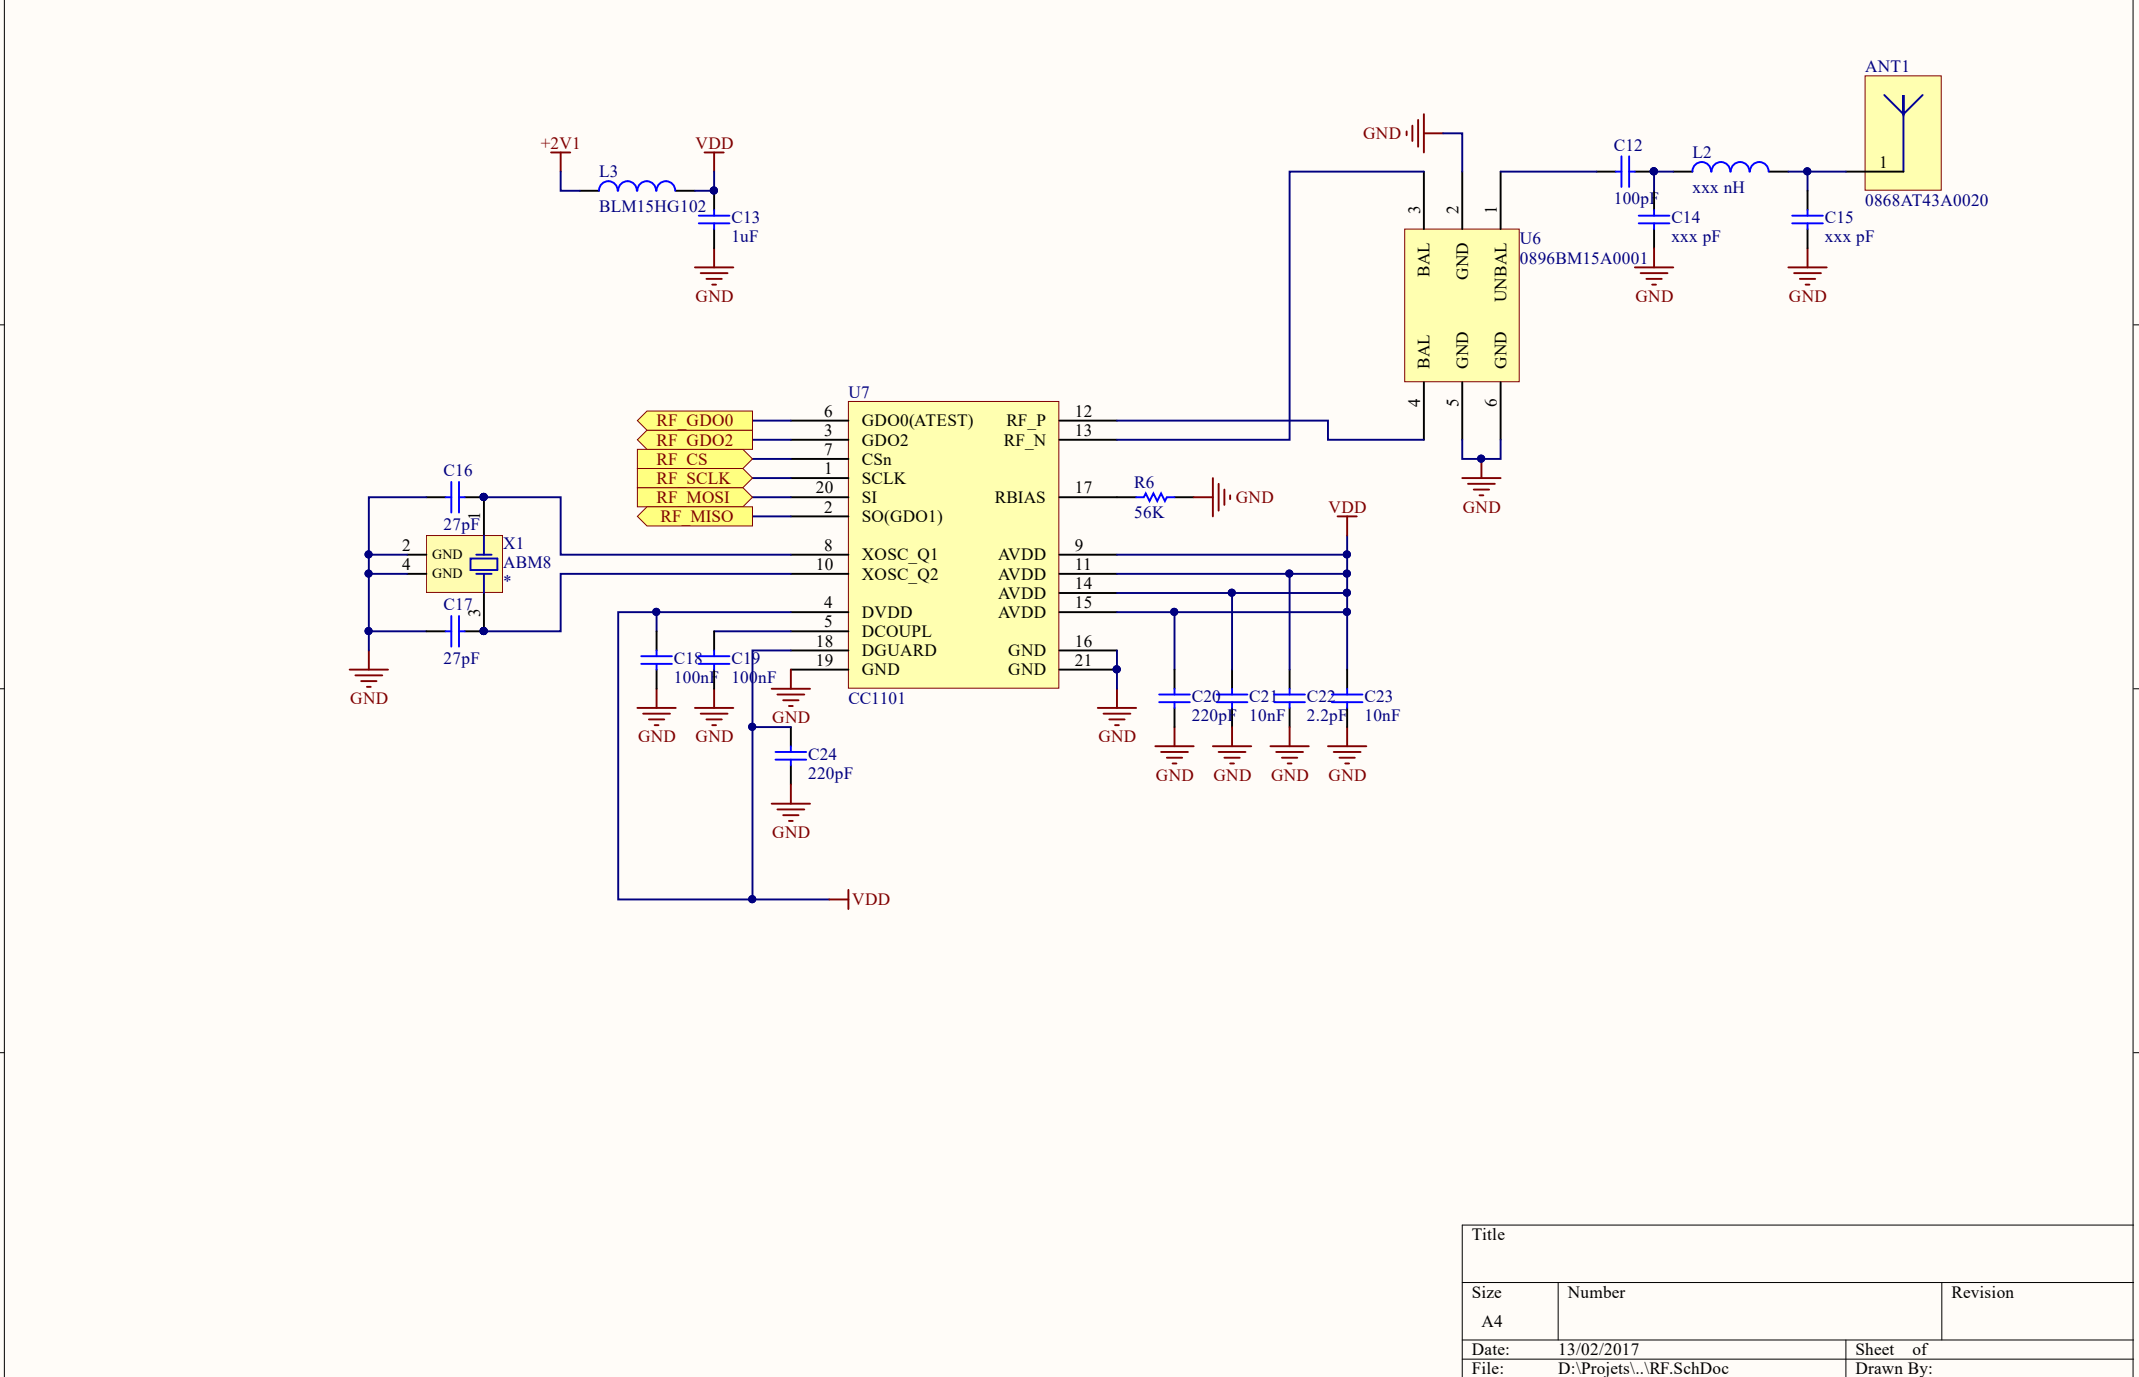 ANT1
1
0868AT43A0020
+2V1
VDD
L3
BLM15HG102
C13
1uF
GND
GND
C12
100pF
L2
xxx nH
C14
xxx pF
GND
C15
xxx pF
GND
3
2
1
BAL
GND
UNBAL
U6
0896BM15A0001
BAL
GND
GND
4
5
6
GND
U7
RF_GDO0
6
GDO0(ATEST)
RF_P
12
RF_GDO2
3
GDO2
RF_N
13
RF_CS
7
CSn
RF_SCLK
1
SCLK
RF_MOSI
20
SI
RBIAS
17
R6
56K
GND
RF_MISO
2
SO(GDO1)
C16
27pF
1
2
GND
4
GND
X1
ABM8
*
C17
3
27pF
GND
8
XOSC_Q1
AVDD
9
VDD
10
XOSC_Q2
AVDD
11
AVDD
14
4
DVDD
AVDD
15
5
DCOUPL
18
DGUARD
GND
16
19
GND
GND
21
CC1101
C18
100nF
GND
C19
100nF
GND
GND
C24
220pF
GND
VDD
GND
C20
220pF
GND
C21
10nF
GND
C22
2.2pF
GND
C23
10nF
GND
Title
Size
A4
Number
Revision
Date:
13/02/2017
Sheet of
File:
D:\Projets\..\RF.SchDoc
Drawn By: